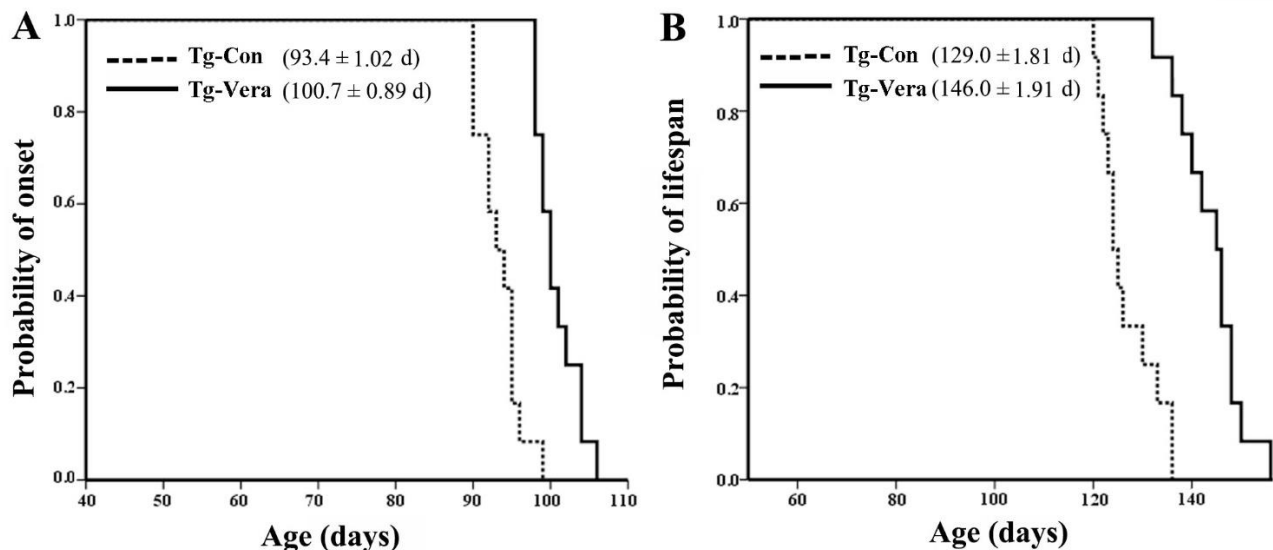 A
Tg-Con (93.4 ± 1.02 d)
Tg-Vera (100.7 ± 0.89 d)
Probability of onset
1.0
0.8
0.6
0.4
0.2
0.0
40 50 60 70 80 90 100 110
Age (days)
B
Tg-Con (129.0 ± 1.81 d)
Tg-Vera (146.0 ± 1.91 d)
Probability of lifespan
1.0
0.8
0.6
0.4
0.2
0.0
60 80 100 120 140
Age (days)